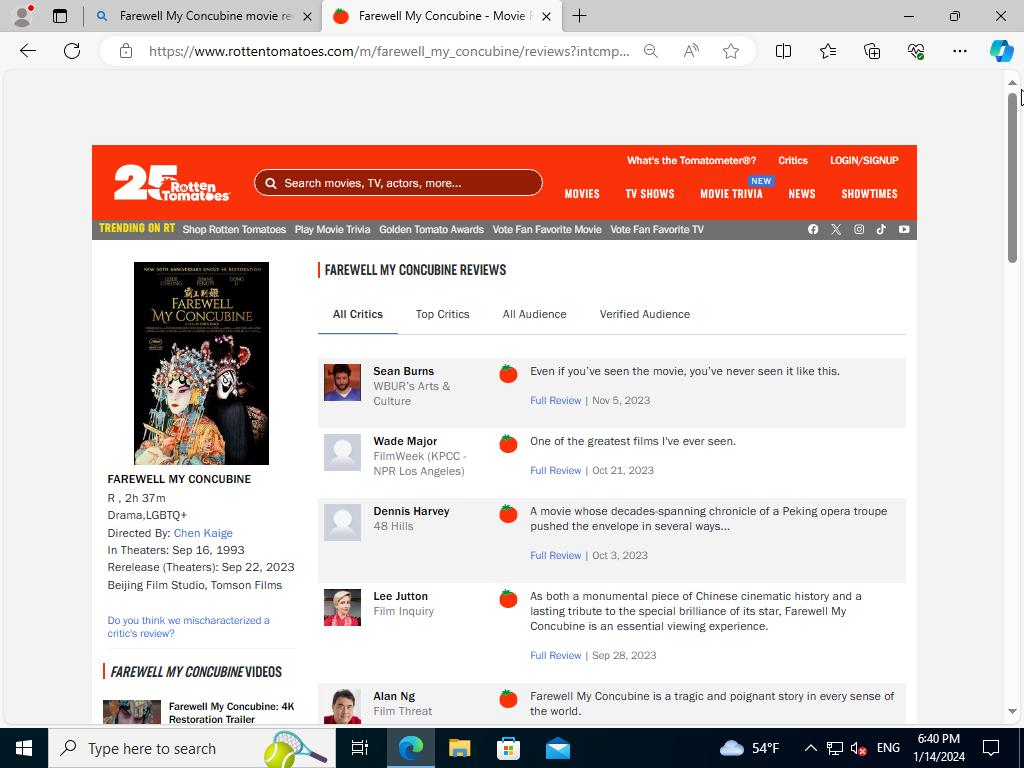 Farewell My Concubine movie re
Farewell My Concubine - Movie R
https://www.rottentomatoes.com/m/farewell_my_concubine/reviews?intcmp...
What's the Tomatometer®?
Critics
LOGIN/SIGNUP
25
Rotten
Tomatoes
Search movies, TV, actors, more...
MOVIES
TV SHOWS
MOVIE TRIVIA
NEW
NEWS
SHOWTIMES
TRENDING ON RT
Shop Rotten Tomatoes
Play Movie Trivia
Golden Tomato Awards
Vote Fan Favorite Movie
Vote Fan Favorite TV
FAREWELL
MY CONCUBINE
FAREWELL MY CONCUBINE
R , 2h 37m
Drama,LGBTQ+
Directed By: Chen Kaige
In Theaters: Sep 16, 1993
Rerelease (Theaters): Sep 22, 2023
Beijing Film Studio, Tomson Films
Do you think we mischaracterized a
critic's review?
FAREWELL MY CONCUBINE VIDEOS
Farewell My Concubine: 4K
Restoration Trailer
FAREWELL MY CONCUBINE REVIEWS
All Critics
Top Critics
All Audience
Verified Audience
Sean Burns
WBUR's Arts &
Culture
Even if you've seen the movie, you've never seen it like this.
Full Review | Nov 5, 2023
Wade Major
FilmWeek (KPCC -
NPR Los Angeles)
One of the greatest films I've ever seen.
Full Review | Oct 21, 2023
Dennis Harvey
48 Hills
A movie whose decades-spanning chronicle of a Peking opera troupe
pushed the envelope in several ways...
Full Review | Oct 3, 2023
Lee Jutton
Film Inquiry
As both a monumental piece of Chinese cinematic history and a
lasting tribute to the special brilliance of its star, Farewell My
Concubine is an essential viewing experience.
Full Review | Sep 28, 2023
Alan Ng
Film Threat
Farewell My Concubine is a tragic and poignant story in every sense of
the world.
Type here to search
54°F
ENG
6:40 PM
1/14/2024